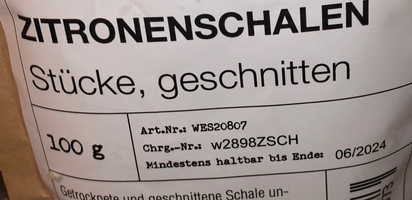 ZITRONENSCHALEN
Stücke, geschnitten
100 g
Art.Nr.: WES20807
Chrg.-Nr.: w2898ZSCH
Mindestens haltbar bis Ende: 06/2024
Getrocknete und geschnittene Schale un-